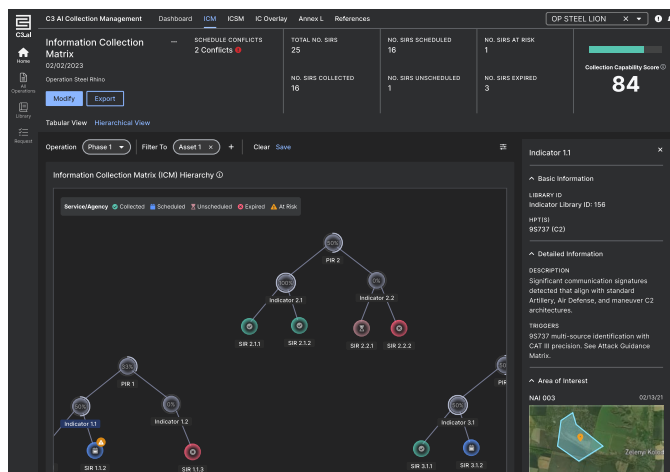 C3.ai
C3 AI Collection Management
Dashboard
ICM
ICSM
IC Overlay
Annex L
References
OP STEEL LION
Home
All
Operations
Library
Request
Information Collection
Matrix
02/02/2023
Operation Steel Rhino
Modify
Export
SCHEDULE CONFLICTS
2 Conflicts
TOTAL NO. SIRS
25
NO. SIRS SCHEDULED
16
NO. SIRS AT RISK
1
NO. SIRS COLLECTED
16
NO. SIRS UNSCHEDULED
1
NO. SIRS EXPIRED
3
Collection Capability Score
84
Tabular View
Hierarchical View
Operation
Phase 1
Filter To
Asset 1
Clear
Save
Information Collection Matrix (ICM) Hierarchy
Service/Agency
Collected
Scheduled
Unscheduled
Expired
At Risk
50%
PIR 2
100%
Indicator 2.1
0%
Indicator 2.2
SIR 2.1.1
SIR 2.1.2
SIR 2.2.1
SIR 2.2.2
33%
PIR 1
50%
Indicator 1.1
0%
Indicator 1.2
SIR 1.1.2
SIR 1.1.3
50%
PIR
Indicator 3.1
SIR 3.1.1
SIR 3.1.2
Indicator 1.1
Basic Information
LIBRARY ID
Indicator Library ID: 156
HPT(S)
9S737 (C2)
Detailed Information
DESCRIPTION
Significant communication signatures
detected that align with standard
Artillery, Air Defense, and maneuver C2
architectures.
TRIGGERS
9S737 multi-source identification with
CAT III precision. See Attack Guidance
Matrix.
Area of Interest
NAI 003
02/13/21
Zelenyi Kolod